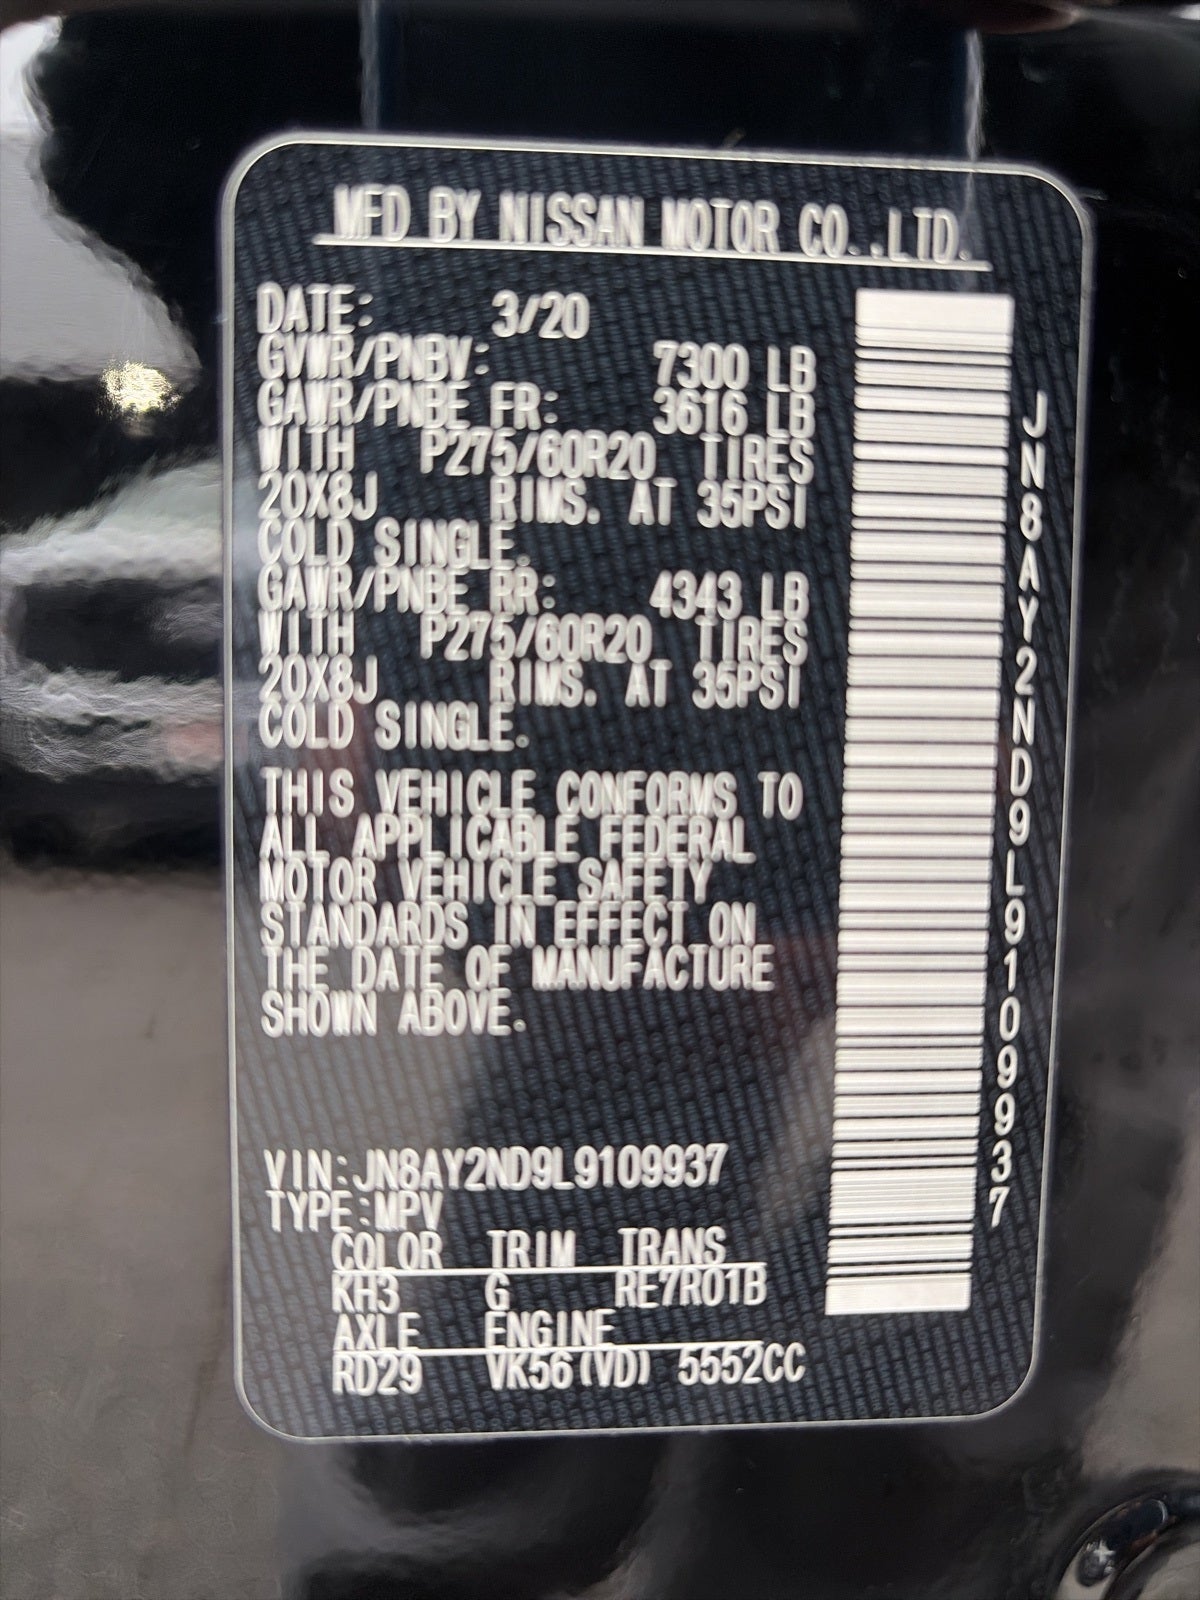 MFD BY NISSAN MOTOR CO.,LTD.
DATE: 3/20
GVWR/PNBV: 7300 LB
GAWR/PNBE FR: 3616 LB
WITH P275/60R20 TIRES
20X8J RIMS. AT 35PSI
COLD SINGLE.
GAWR/PNBE RR: 4343 LB
WITH P275/60R20 TIRES
20X8J RIMS. AT 35PSI
COLD SINGLE.
THIS VEHICLE CONFORMS TO
ALL APPLICABLE FEDERAL
MOTOR VEHICLE SAFETY
STANDARDS IN EFFECT ON
THE DATE OF MANUFACTURE
SHOWN ABOVE.
VIN:JN8AY2ND9L9109937
TYPE:MPV
COLOR TRIM TRANS
KH3 G RE7R01B
AXLE ENGINE
RD29 VK56(VD) 5552CC
JN8AY2ND9L9109937